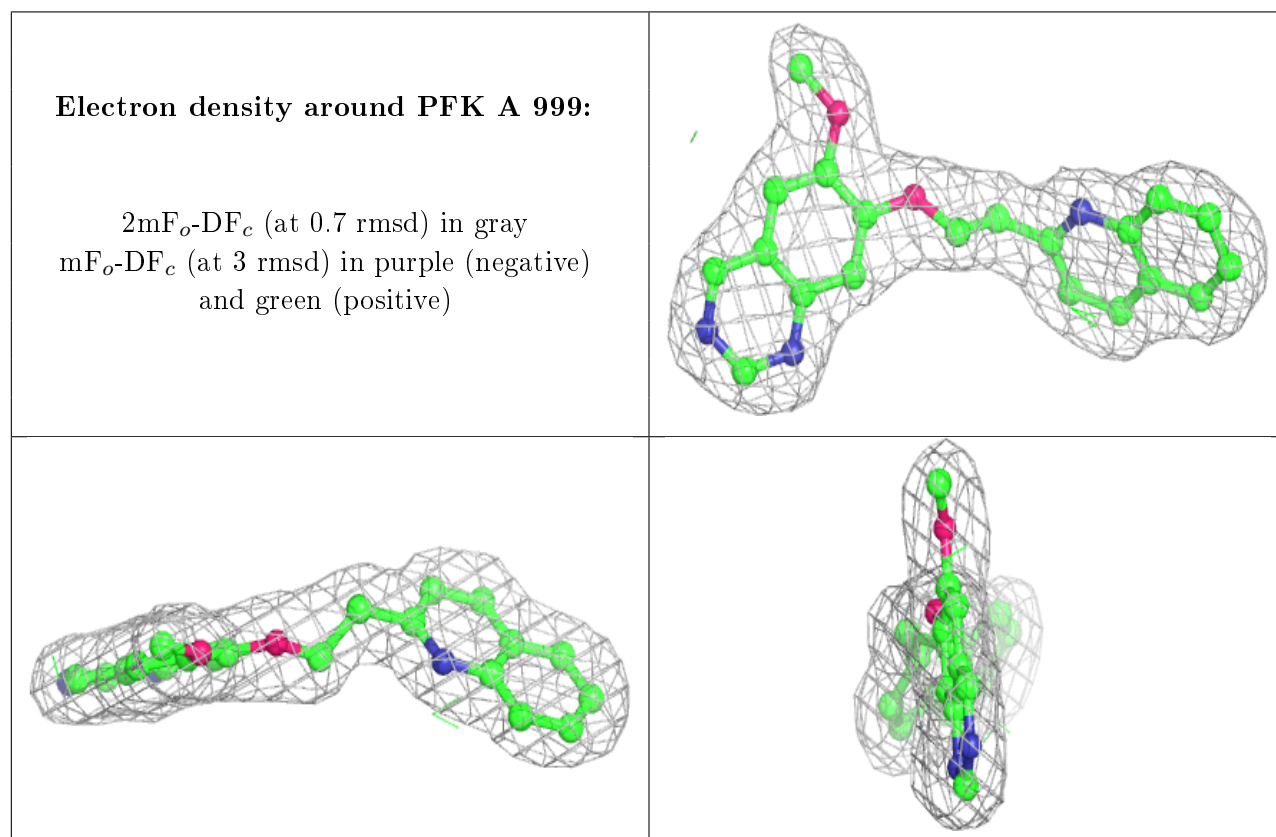 Electron density around PFK A 999:
2mFₒ-DF𝒸 (at 0.7 rmsd) in gray
mFₒ-DF𝒸 (at 3 rmsd) in purple (negative)
and green (positive)